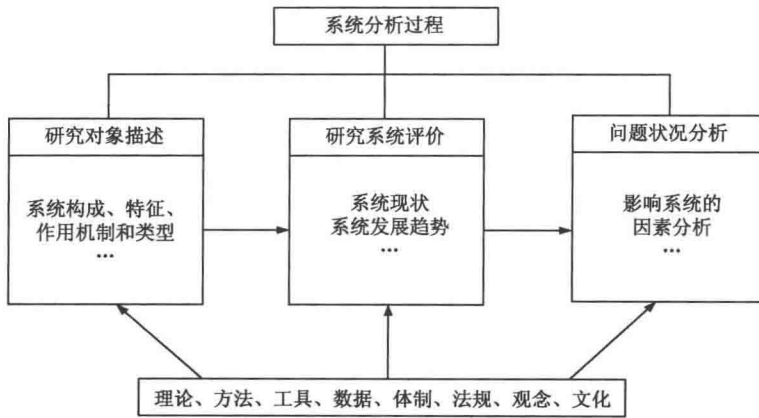 系统分析过程
研究对象描述
系统构成、特征、
作用机制和类型
…
研究系统评价
系统现状
系统发展趋势
…
问题状况分析
影响系统的
因素分析
…
理论、方法、工具、数据、体制、法规、观念、文化